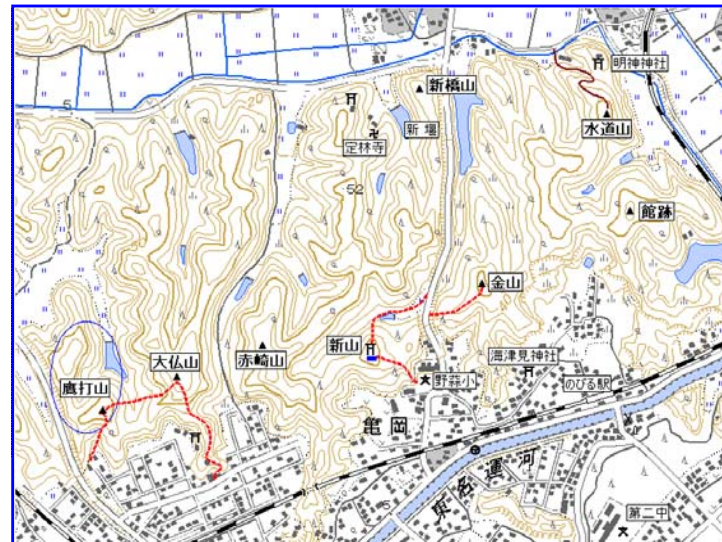 明神神社
新橋山
新堤
水道山
定林寺
52
館跡
金山
大仏山
赤崎山
新山
海津見神社
鷹打山
野蒜小
のびる駅
亀岡
東名運河
5
第二中